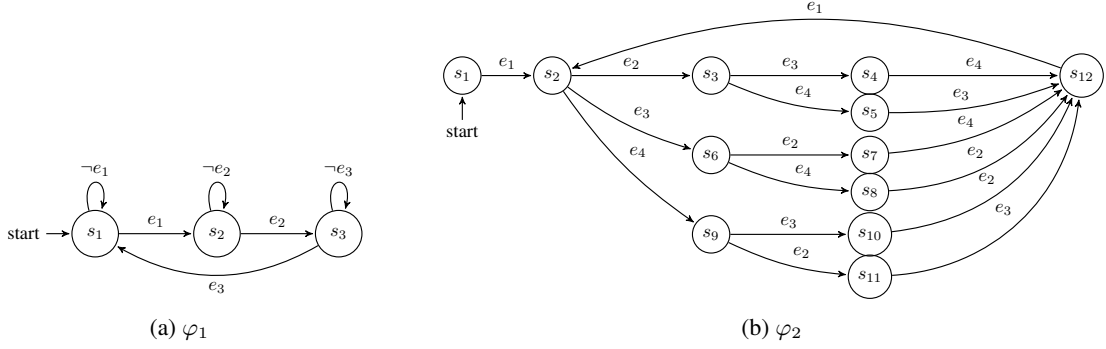 ¬e₁ ¬e₂ ¬e₃
start s₁ e₁ s₂ e₂ s₃
e₃
(a) φ₁
e₁
s₁ e₁ s₂ e₂ s₃ e₃ s₄ e₄ s₁₂
e₄ s₅ e₃
start
e₃ s₆ e₂ s₇ e₄
e₄ s₈ e₂
e₄ s₉ e₃ s₁₀ e₂
e₂ s₁₁ e₃
(b) φ₂